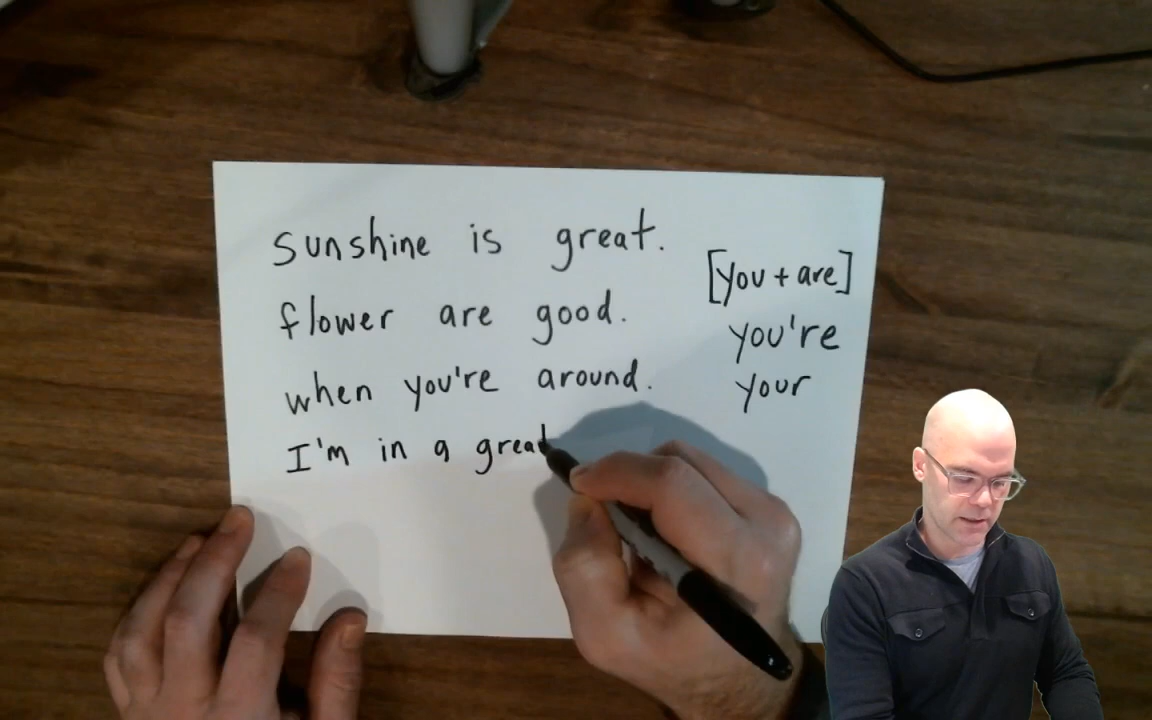 Sunshine is great.
flower are good.
when you're around.
I'm in a great
[you + are]
you're
your